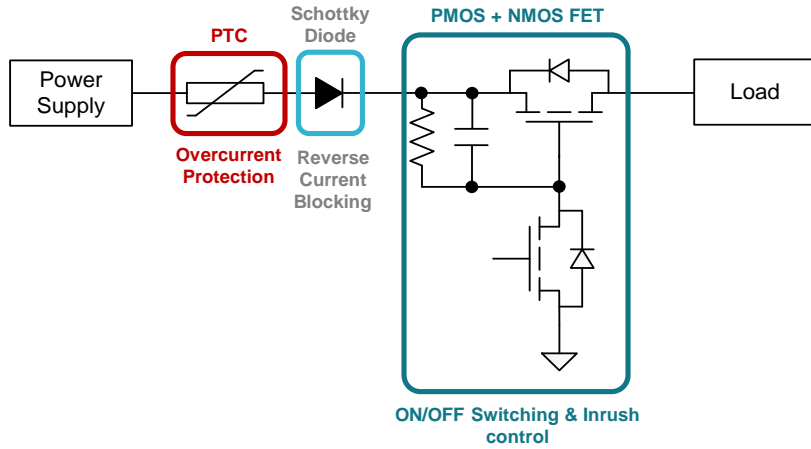 Schottky
Diode
PTC
PMOS + NMOS FET
Power
Supply
Load
Overcurrent
Protection
Reverse
Current
Blocking
ON/OFF Switching & Inrush
control